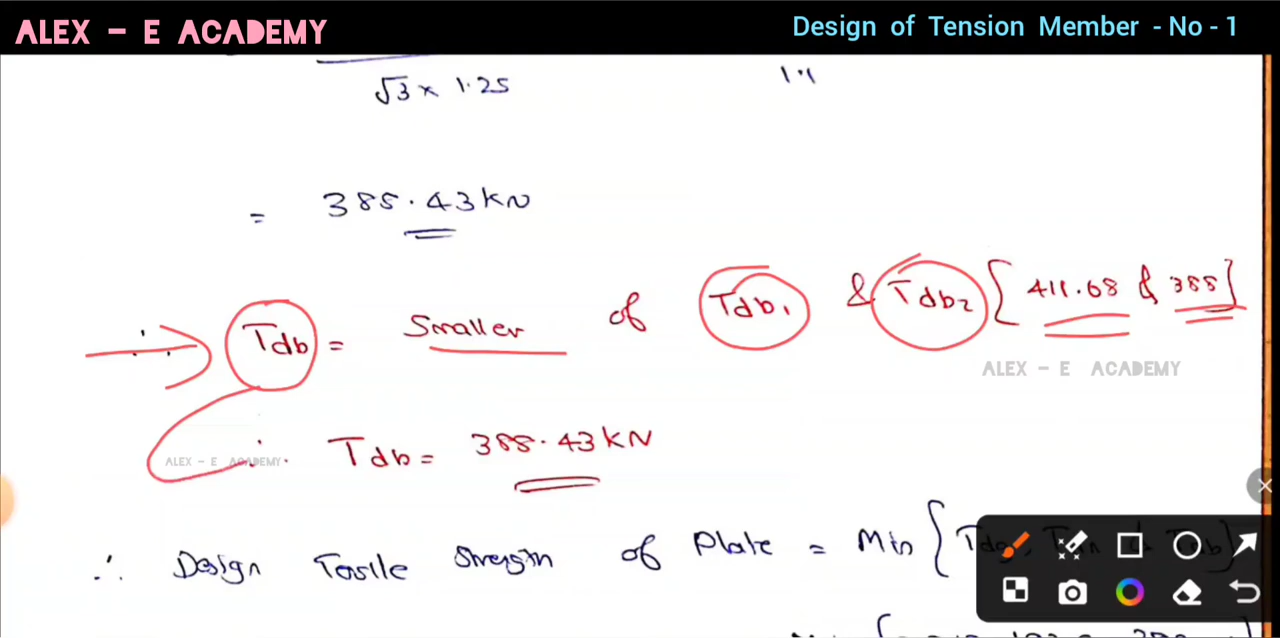 ALEX - E ACADEMY
Design of Tension Member - No - 1
√3 × 1.25
1.1
= 385.43 kN
Tdb = Smaller of Tdb1 & Tdb2 [411.68 & 385]
ALEX - E ACADEMY
∴ Tdb = 385.43 kN
ALEX - E ACADEMY
∴ Design Tensile Strength of Plate = Min {